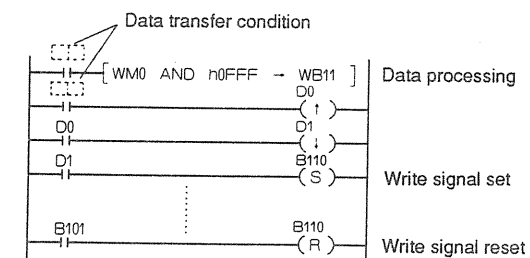 Data transfer condition
[ WM0 AND h0FFF → WB11 ] Data processing
D0
( ↑ )
D0 D1
( ↓ )
D1 B110
( S ) Write signal set
B101 B110
( R ) Write signal reset